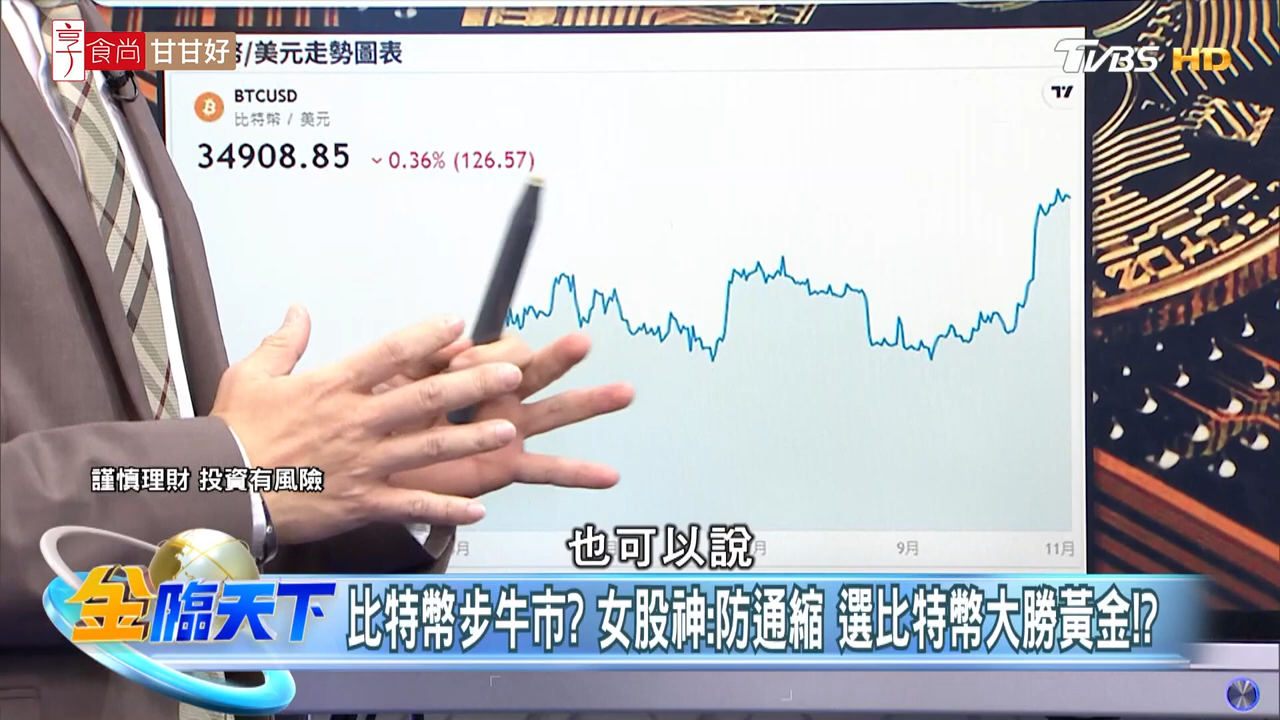 享
食尚
甘甘好
幣/美元走勢圖表
TVBS HD
BTCUSD
比特幣 / 美元
34908.85
0.36% (126.57)
謹慎理財 投資有風險
月
月
9月
11月
也可以說
金臨天下
比特幣步牛市? 女股神:防通縮 選比特幣大勝黃金!?